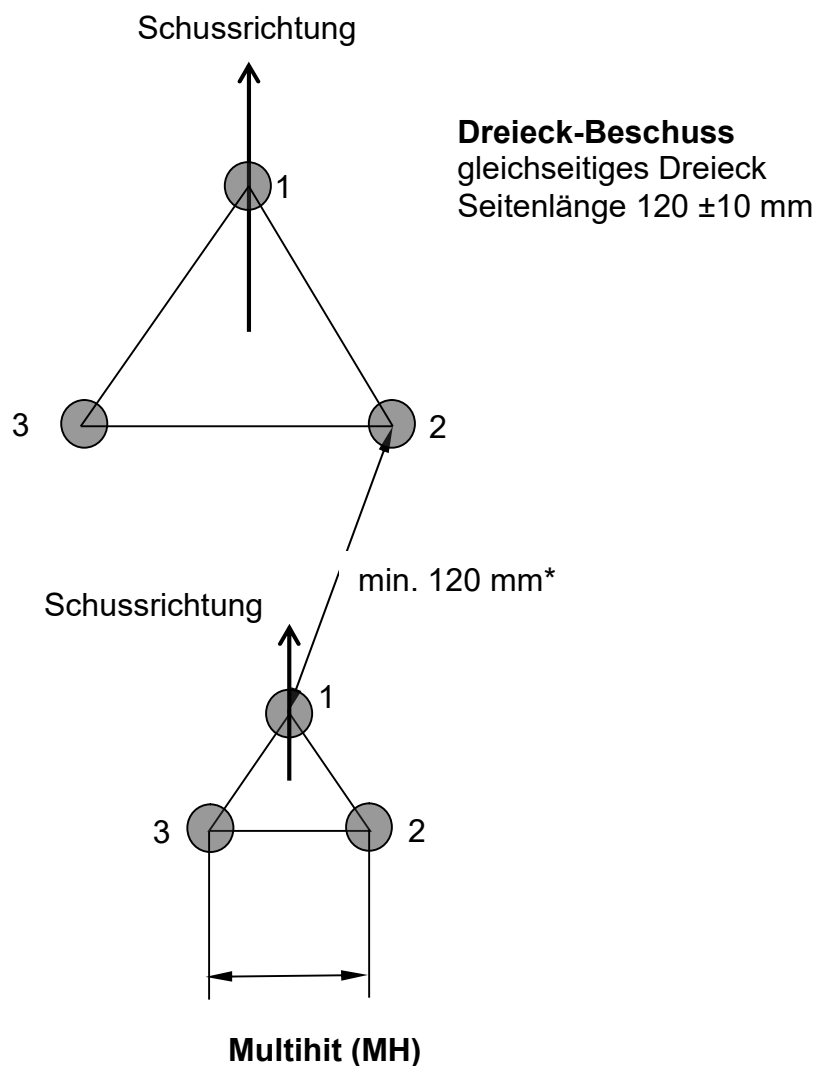 Schussrichtung
Dreieck-Beschuss
gleichseitiges Dreieck
Seitenlänge 120 ±10 mm
1
3
2
min. 120 mm*
Schussrichtung
1
3
2
Multihit (MH)